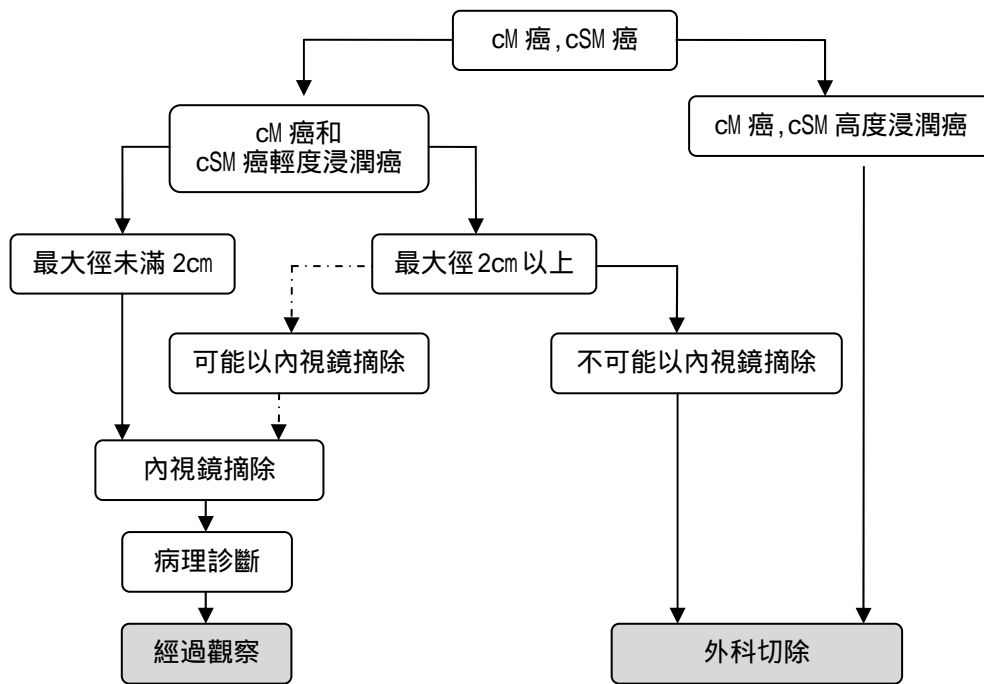 cM 癌,cSM 癌
cM 癌和
cSM 癌輕度浸潤癌
cM 癌,cSM 高度浸潤癌
最大徑未滿 2cm
最大徑 2cm 以上
可能以內視鏡摘除
不可能以內視鏡摘除
內視鏡摘除
病理診斷
經過觀察
外科切除